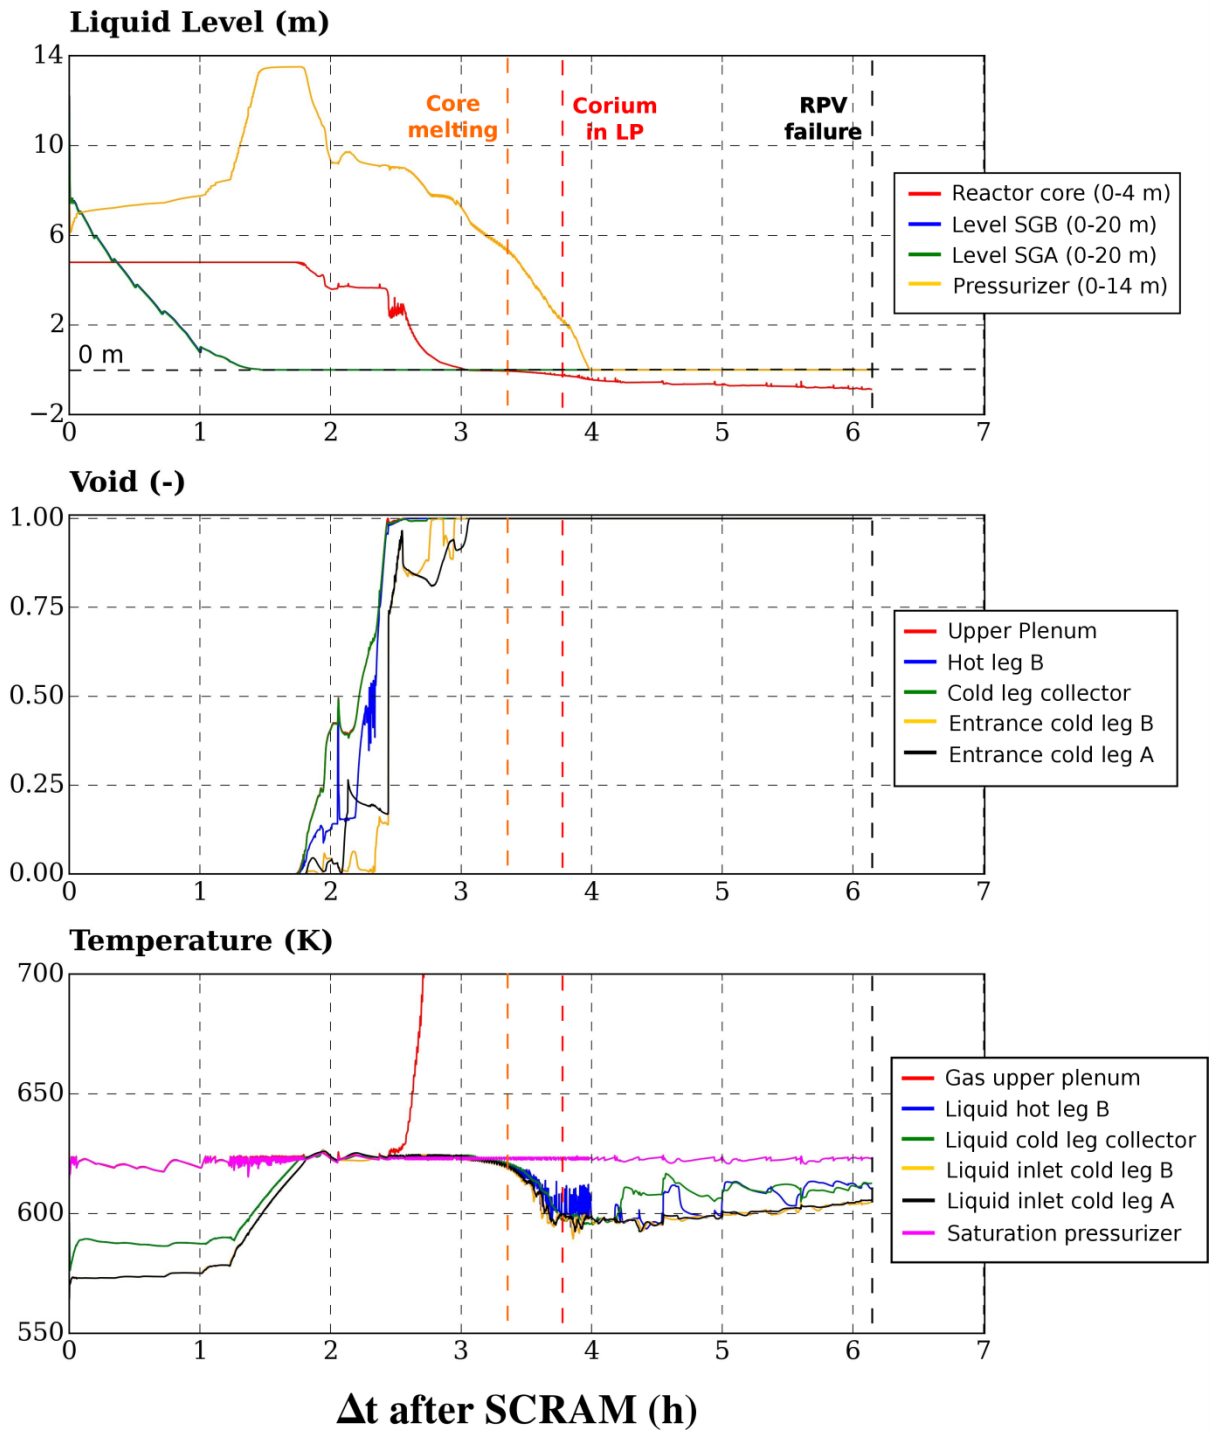 Liquid Level (m)
14
10
6
2
−2
0 m
Core
melting
Corium
in LP
RPV
failure
0 1 2 3 4 5 6 7
Reactor core (0-4 m)
Level SGB (0-20 m)
Level SGA (0-20 m)
Pressurizer (0-14 m)
Void (-)
1.00
0.75
0.50
0.25
0.00
0 1 2 3 4 5 6 7
Upper Plenum
Hot leg B
Cold leg collector
Entrance cold leg B
Entrance cold leg A
Temperature (K)
700
650
600
550
0 1 2 3 4 5 6 7
Gas upper plenum
Liquid hot leg B
Liquid cold leg collector
Liquid inlet cold leg B
Liquid inlet cold leg A
Saturation pressurizer
Δt after SCRAM (h)